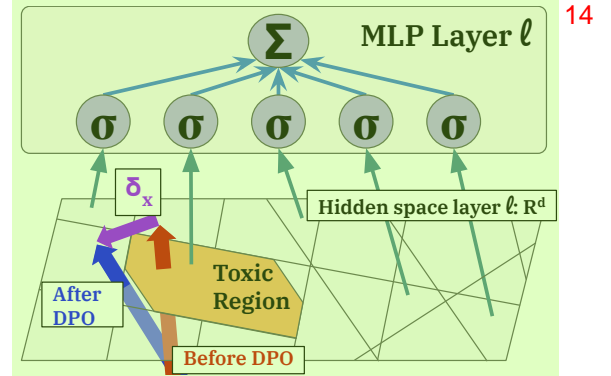 14
Σ
MLP Layer ℓ
σ σ σ σ σ
δx
Hidden space layer ℓ: Rᵈ
Toxic
Region
After
DPO
Before DPO